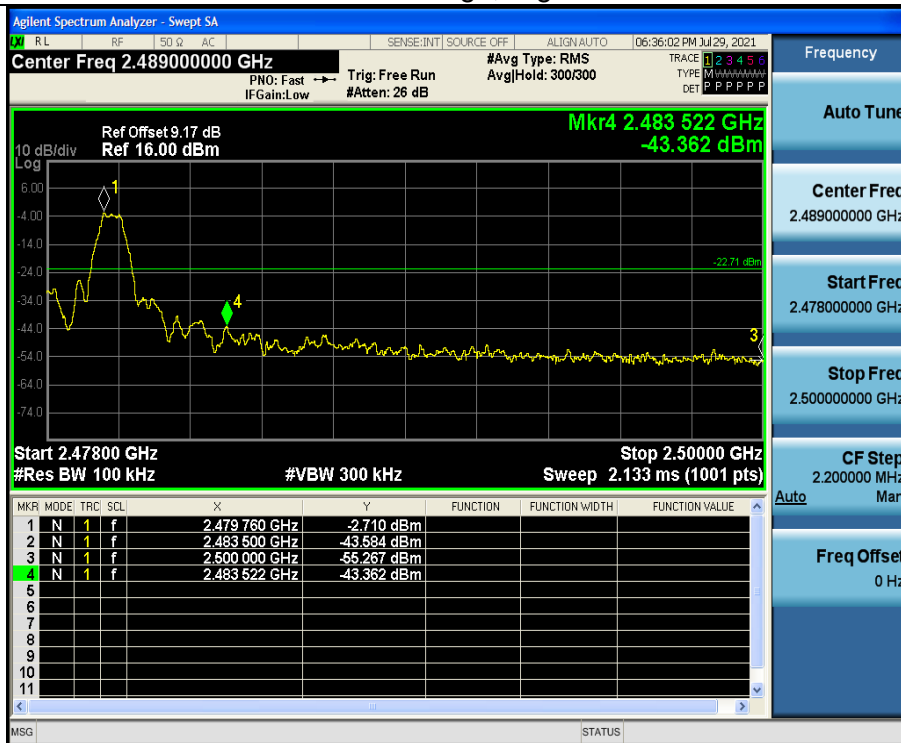 Agilent Spectrum Analyzer - Swept SA
LXI RL RF 50 Ω AC SENSE:INT SOURCE OFF ALIGNAUTO 06:36:02 PM Jul 29, 2021
Center Freq 2.489000000 GHz
#Avg Type: RMS
TRACE 1 2 3 4 5 6
PNO: Fast
Trig: Free Run
Avg|Hold: 300/300
TYPE M
IFGain:Low
#Atten: 26 dB
DET P P P P P P
Mkr4 2.483 522 GHz
-43.362 dBm
Ref Offset 9.17 dB
10 dB/div Ref 16.00 dBm
Log
1
6.00
-4.00
-14.0
-24.0
-22.71 dBm
-34.0
4
-44.0
3
-54.0
-64.0
-74.0
Start 2.47800 GHz Stop 2.50000 GHz
#Res BW 100 kHz #VBW 300 kHz Sweep 2.133 ms (1001 pts)
MKR MODE TRC SCL X Y FUNCTION FUNCTION WIDTH FUNCTION VALUE
1 N 1 f 2.479 760 GHz -2.710 dBm
2 N 1 f 2.483 500 GHz -43.584 dBm
3 N 1 f 2.500 000 GHz -55.267 dBm
4 N 1 f 2.483 522 GHz -43.362 dBm
5
6
7
8
9
10
11
MSG STATUS
Frequency
Auto Tune
Center Freq
2.489000000 GHz
Start Freq
2.478000000 GHz
Stop Freq
2.500000000 GHz
CF Step
2.200000 MHz
Auto Man
Freq Offset
0 Hz